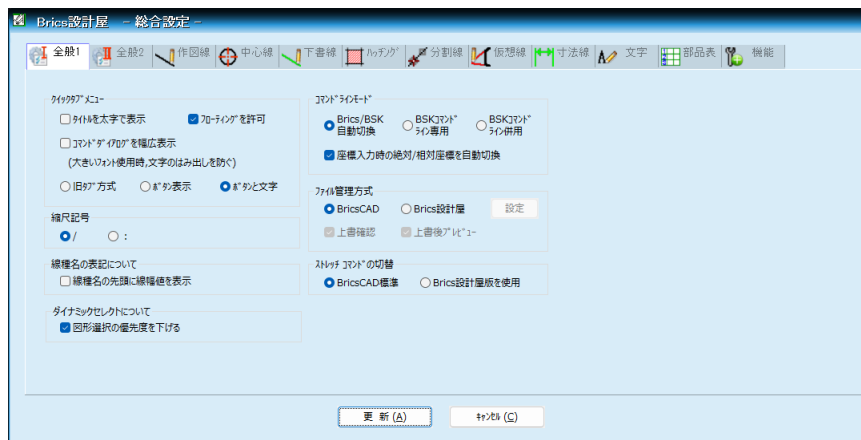 Brics設計屋 －総合設定－
全般1 全般2 作図線 中心線 下書線 ﾊｯﾁﾝｸﾞ 分割線 仮想線 寸法線 文字 部品表 機能
ｸｲｯｸﾀﾌﾞﾒﾆｭｰ
ﾀｲﾄﾙを太字で表示 ﾌﾛｰﾃｨﾝｸﾞを許可
ｺﾏﾝﾄﾞﾀﾞｲｱﾛｸﾞを幅広表示
(大きいﾌｫﾝﾄ使用時,文字のはみ出しを防ぐ)
旧ﾀﾌﾞ方式 ﾎﾞﾀﾝ表示 ﾎﾞﾀﾝと文字
縮尺記号
/ :
線種名の表記について
線種名の先頭に線幅値を表示
ダイナミックセレクトについて
図形選択の優先度を下げる
ｺﾏﾝﾄﾞﾗｲﾝﾓｰﾄﾞ
Brics/BSK
自動切換
BSKｺﾏﾝﾄﾞ
ﾗｲﾝ専用
BSKｺﾏﾝﾄﾞ
ﾗｲﾝ併用
座標入力時の絶対/相対座標を自動切換
ﾌｧｲﾙ管理方式
BricsCAD Brics設計屋 設定
上書確認 上書後ﾌﾟﾚﾋﾞｭｰ
ｽﾄﾚｯﾁ ｺﾏﾝﾄﾞの切替
BricsCAD標準 Brics設計屋版を使用
更 新 (A) ｷｬﾝｾﾙ (C)